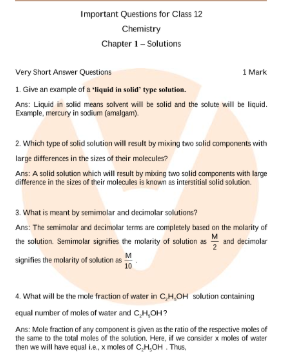 Important Questions for Class 12
Chemistry
Chapter 1 – Solutions
Very Short Answer Questions 1 Mark
1. Give an example of a ‘liquid in solid’ type solution.
Ans: Liquid in solid means solvent will be solid and the solute will be liquid.
Example, mercury in sodium (amalgam).
2. Which type of solid solution will result by mixing two solid components with
large differences in the sizes of their molecules?
Ans: A solid solution which will result by mixing two solid components with large
difference in the sizes of their molecules is known as interstitial solid solution.
3. What is meant by semimolar and decimolar solutions?
Ans: The semimolar and decimolar terms are completely based on the molarity of
the solution. Semimolar signifies the molarity of solution as M/2 and decimolar
signifies the molarity of solution as M/10 .
4. What will be the mole fraction of water in C₂H₅OH solution containing
equal number of moles of water and C₂H₅OH ?
Ans: Mole fraction of any component is given as the ratio of the respective moles of
the same to the total moles of the solution. Here, if we consider x moles of water
then we will have equal i.e., x moles of C₂H₅OH . Thus,